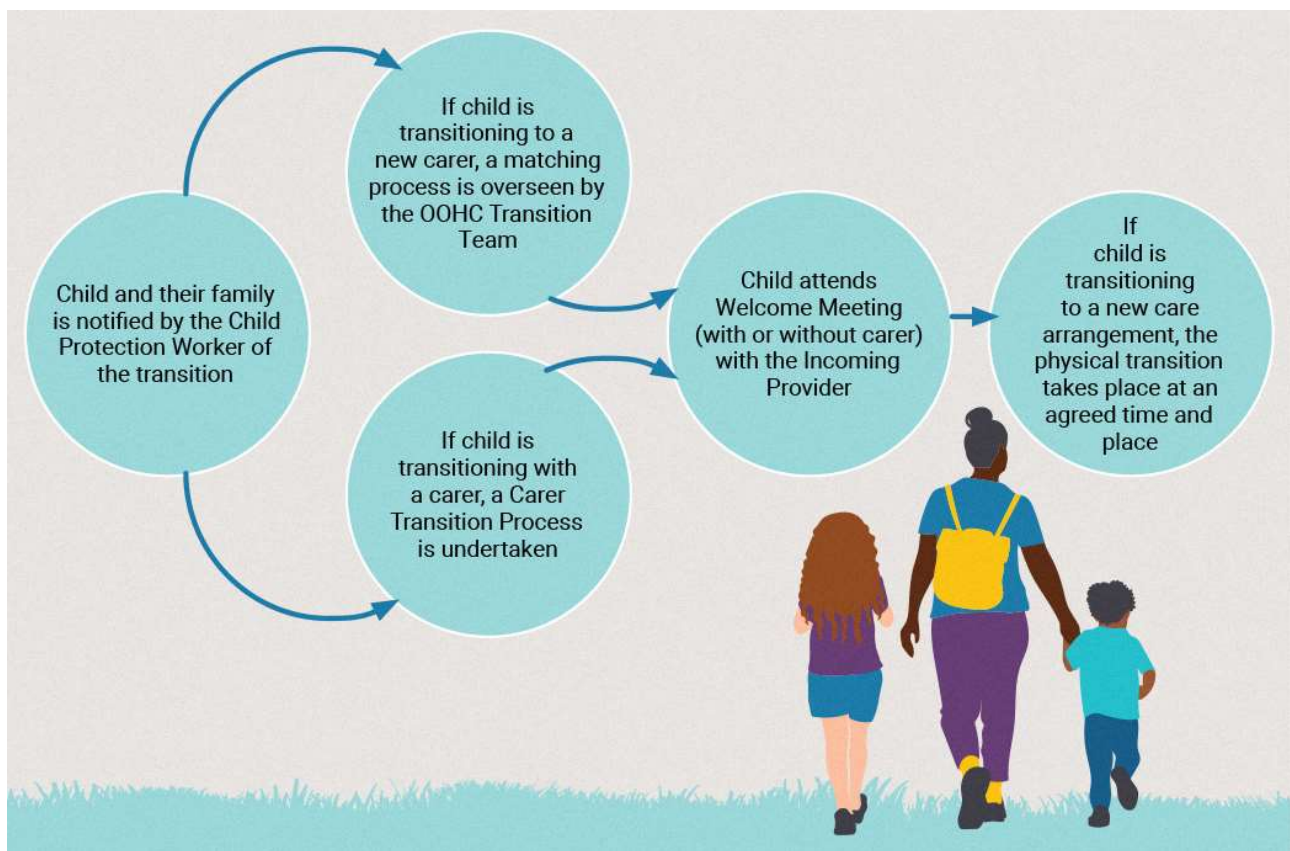 Child and their family
is notified by the Child
Protection Worker of
the transition
If child is
transitioning to a
new carer, a matching
process is overseen by
the OOHC Transition
Team
If child is
transitioning with
a carer, a Carer
Transition Process
is undertaken
Child attends
Welcome Meeting
(with or without carer)
with the Incoming
Provider
If
child is
transitioning
to a new care
arrangement, the
physical transition
takes place at an
agreed time and
place